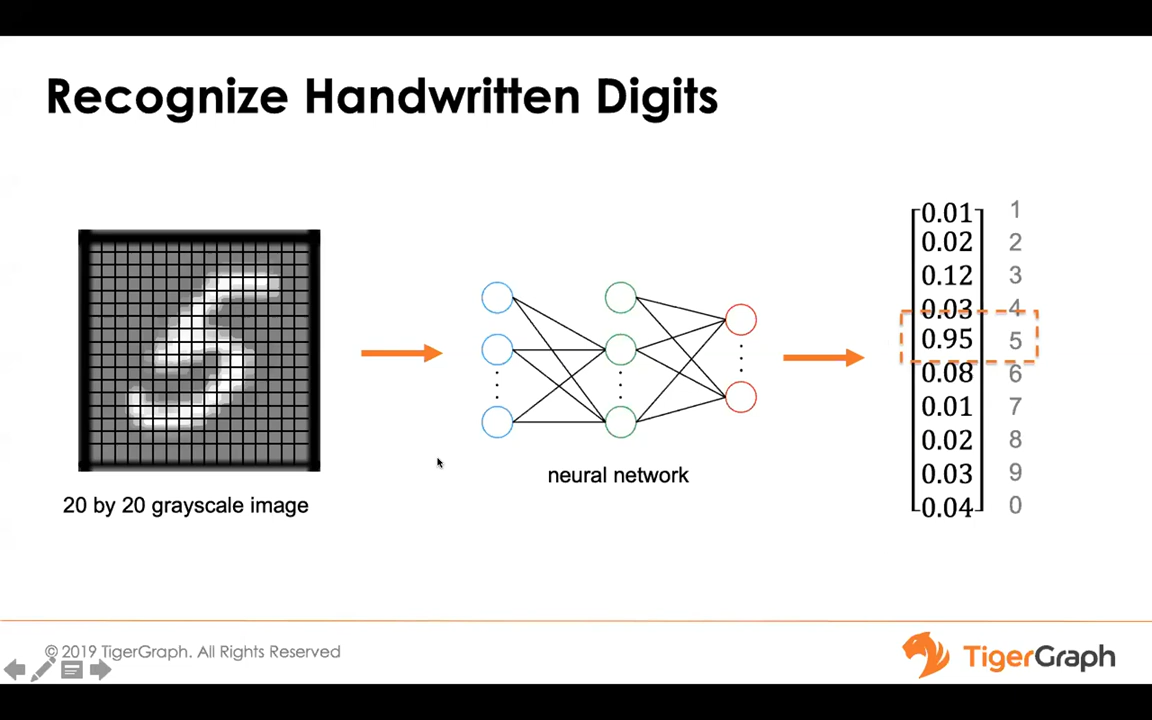 Recognize Handwritten Digits
20 by 20 grayscale image
neural network
0.01 1
0.02 2
0.12 3
0.03 4
0.95 5
0.08 6
0.01 7
0.02 8
0.03 9
0.04 0
© 2019 TigerGraph. All Rights Reserved
TigerGraph